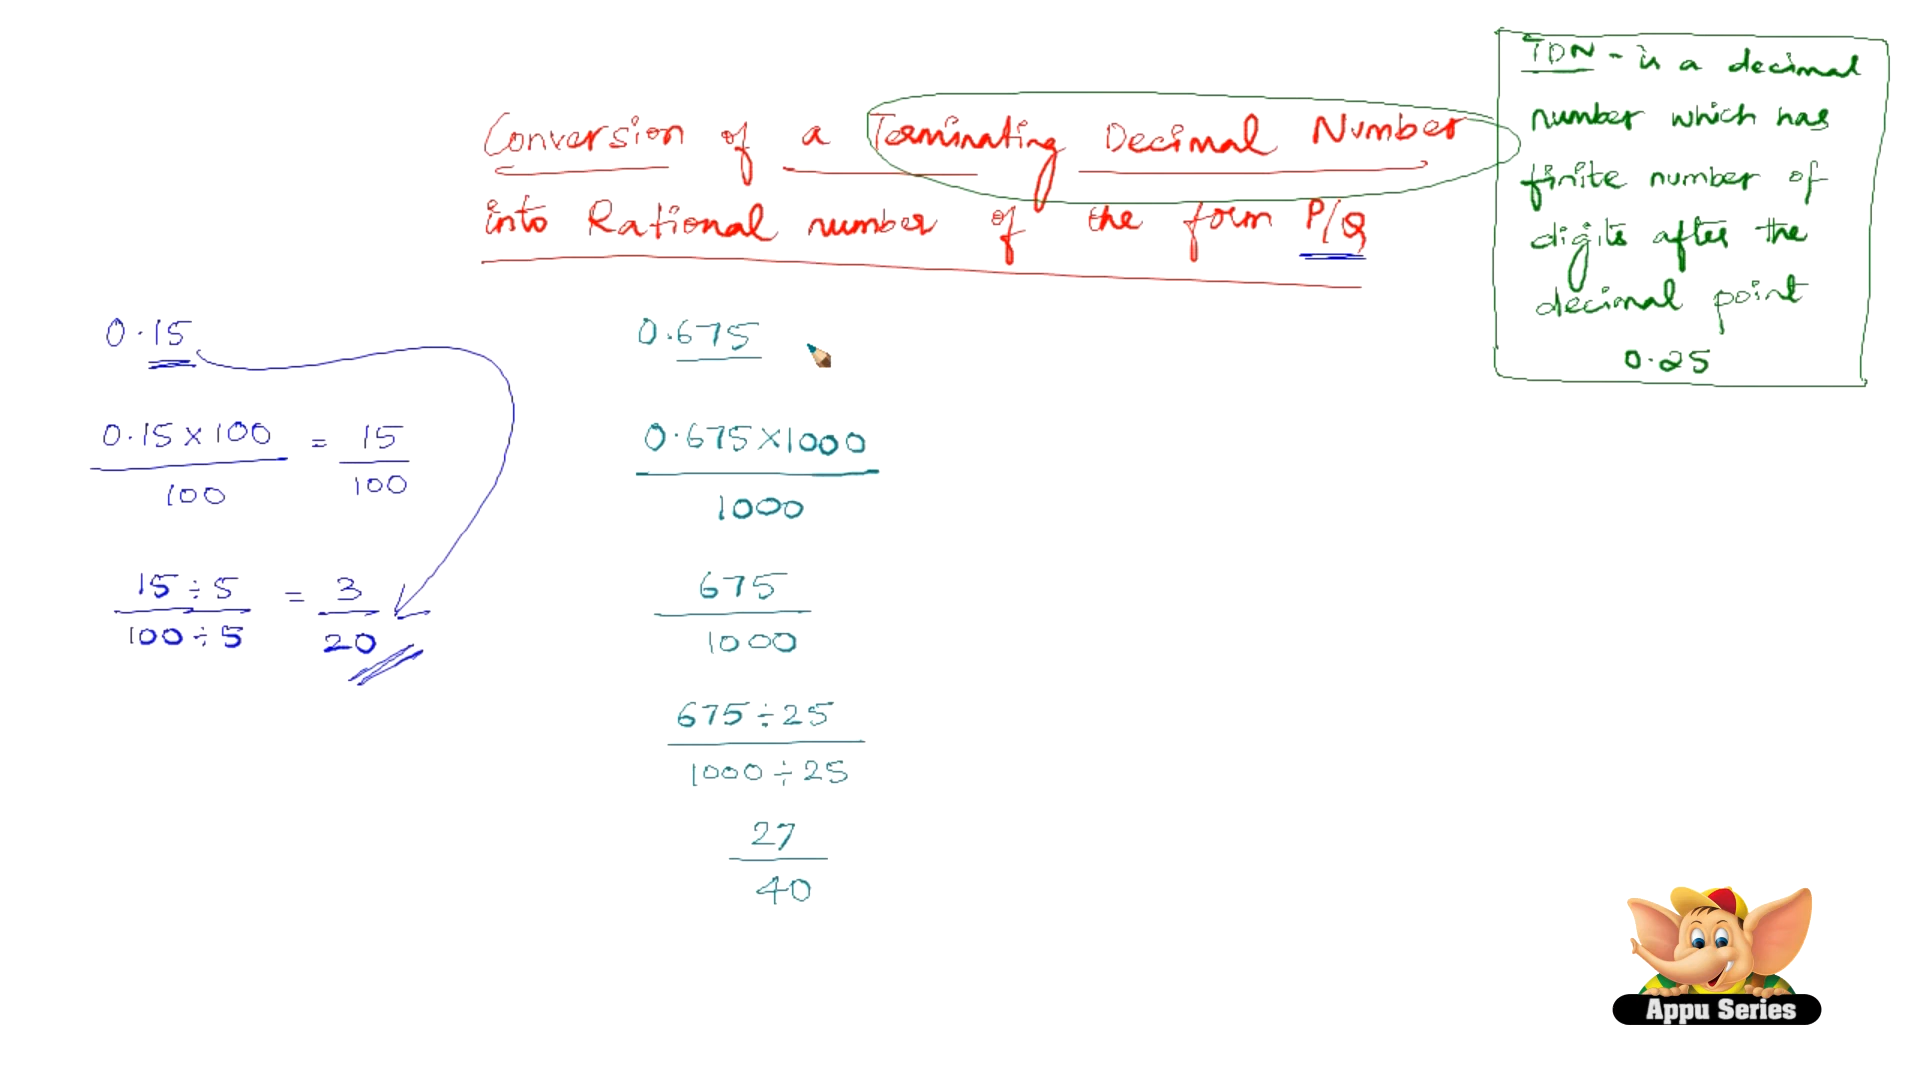 Conversion of a Terminating Decimal Number
into Rational number of the form P/Q
TDN - is a decimal
number which has
finite number of
digits after the
decimal point
0.25
0.15
0.15 × 100 = 15
100 100
15 ÷ 5 = 3
100 ÷ 5 20
0.675
0.675 × 1000
1000
675
1000
675 ÷ 25
1000 ÷ 25
27
40
Appu Series